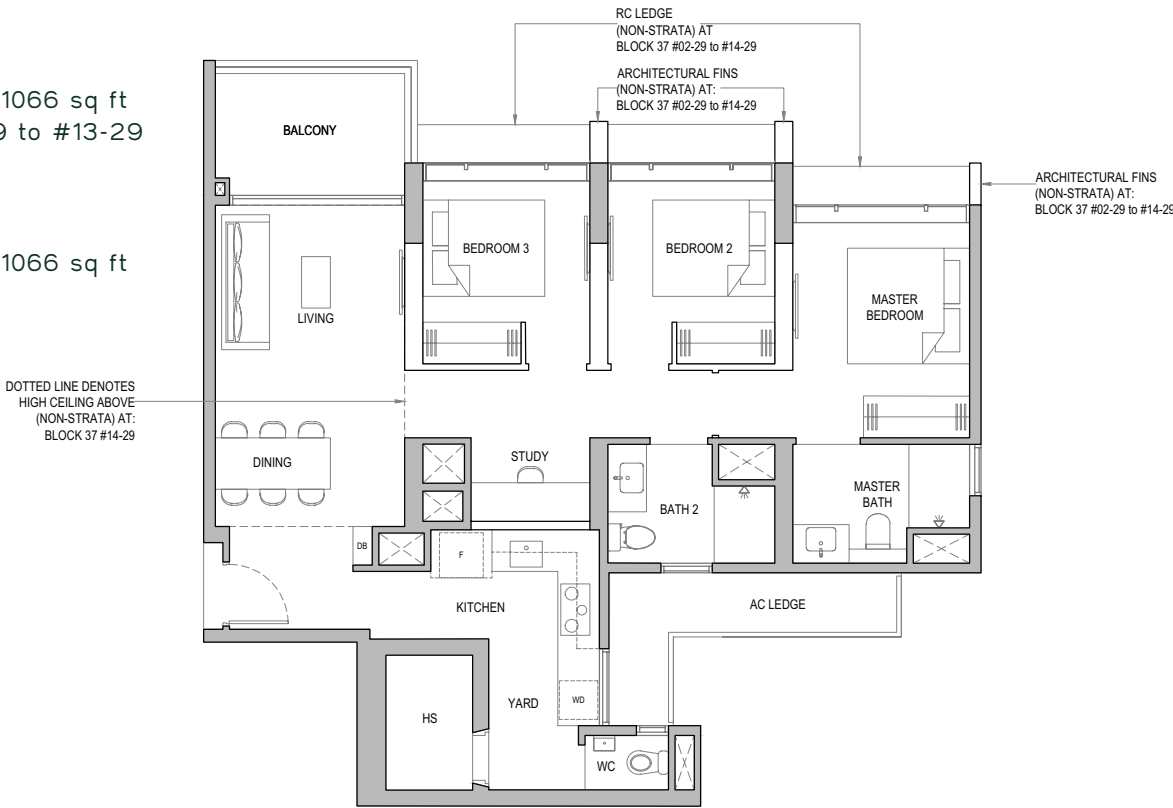 RC LEDGE
(NON-STRATA) AT
BLOCK 37 #02-29 to #14-29
ARCHITECTURAL FINS
(NON-STRATA) AT:
BLOCK 37 #02-29 to #14-29
1066 sq ft
9 to #13-29
BALCONY
ARCHITECTURAL FINS
(NON-STRATA) AT:
BLOCK 37 #02-29 to #14-29
1066 sq ft
BEDROOM 3
BEDROOM 2
MASTER
BEDROOM
LIVING
DOTTED LINE DENOTES
HIGH CEILING ABOVE
(NON-STRATA) AT:
BLOCK 37 #14-29
DINING
STUDY
BATH 2
MASTER
BATH
DB
F
KITCHEN
AC LEDGE
HS
YARD
WD
WC